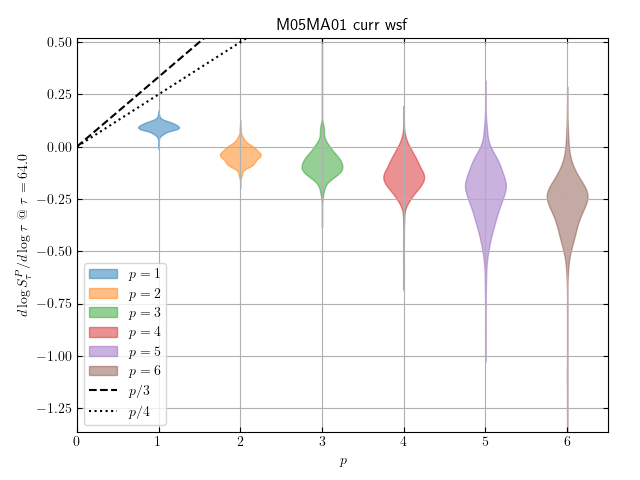 M05MA01 curr wsf
d log S_τ^P / d log τ @ τ = 64.0
0.50
0.25
0.00
−0.25
−0.50
−0.75
−1.00
−1.25
p = 1
p = 2
p = 3
p = 4
p = 5
p = 6
p/3
p/4
0 1 2 3 4 5 6
p